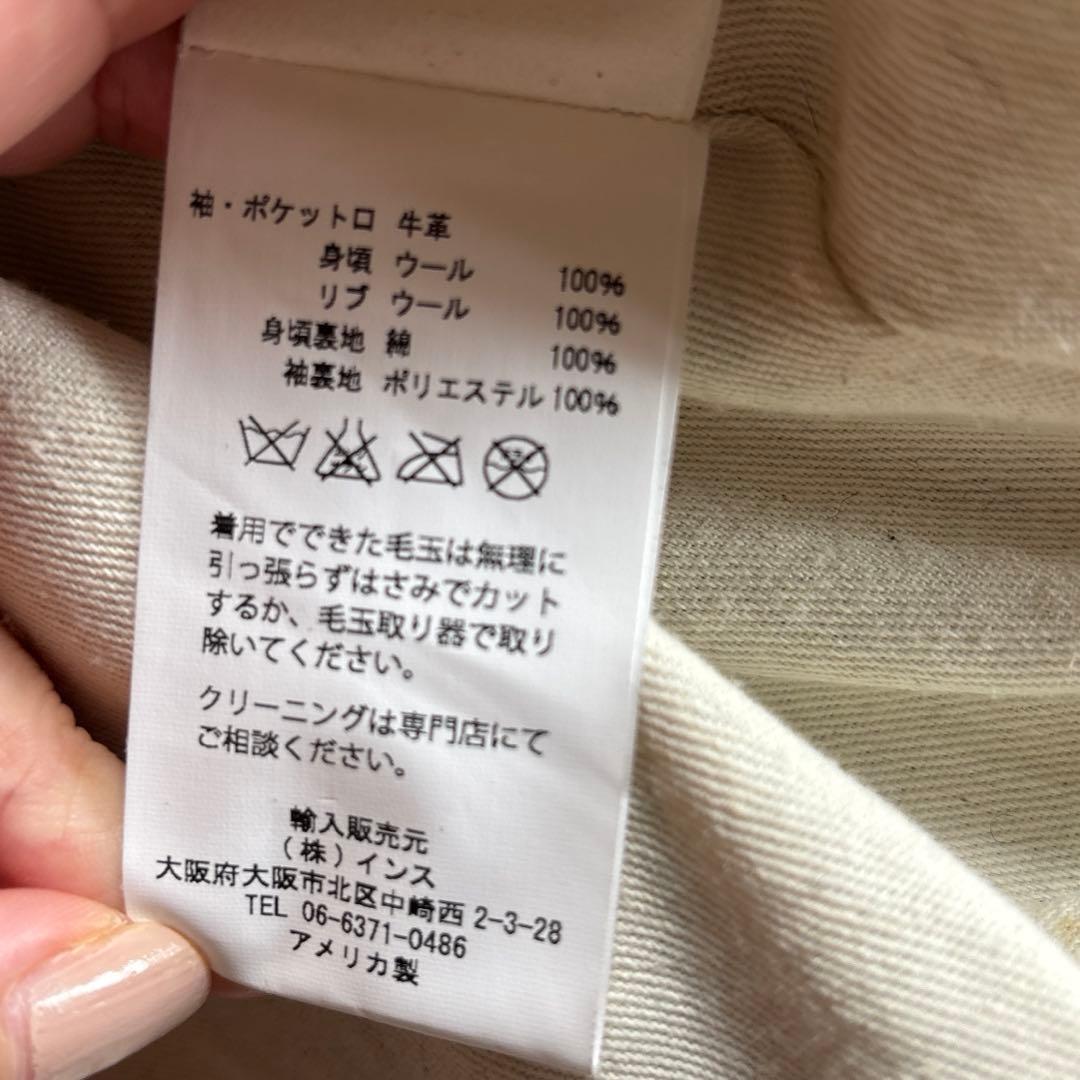 袖・ポケット口 牛革
身頃 ウール 100%
リブ ウール 100%
身頃裏地 綿 100%
袖裏地 ポリエステル 100%
着用でできた毛玉は無理に
引っ張らずはさみでカット
するか、毛玉取り器で取り
除いてください。
クリーニングは専門店にて
ご相談ください。
輸入販売元
（株）インス
大阪府大阪市北区中崎西 2-3-28
TEL 06-6371-0486
アメリカ製